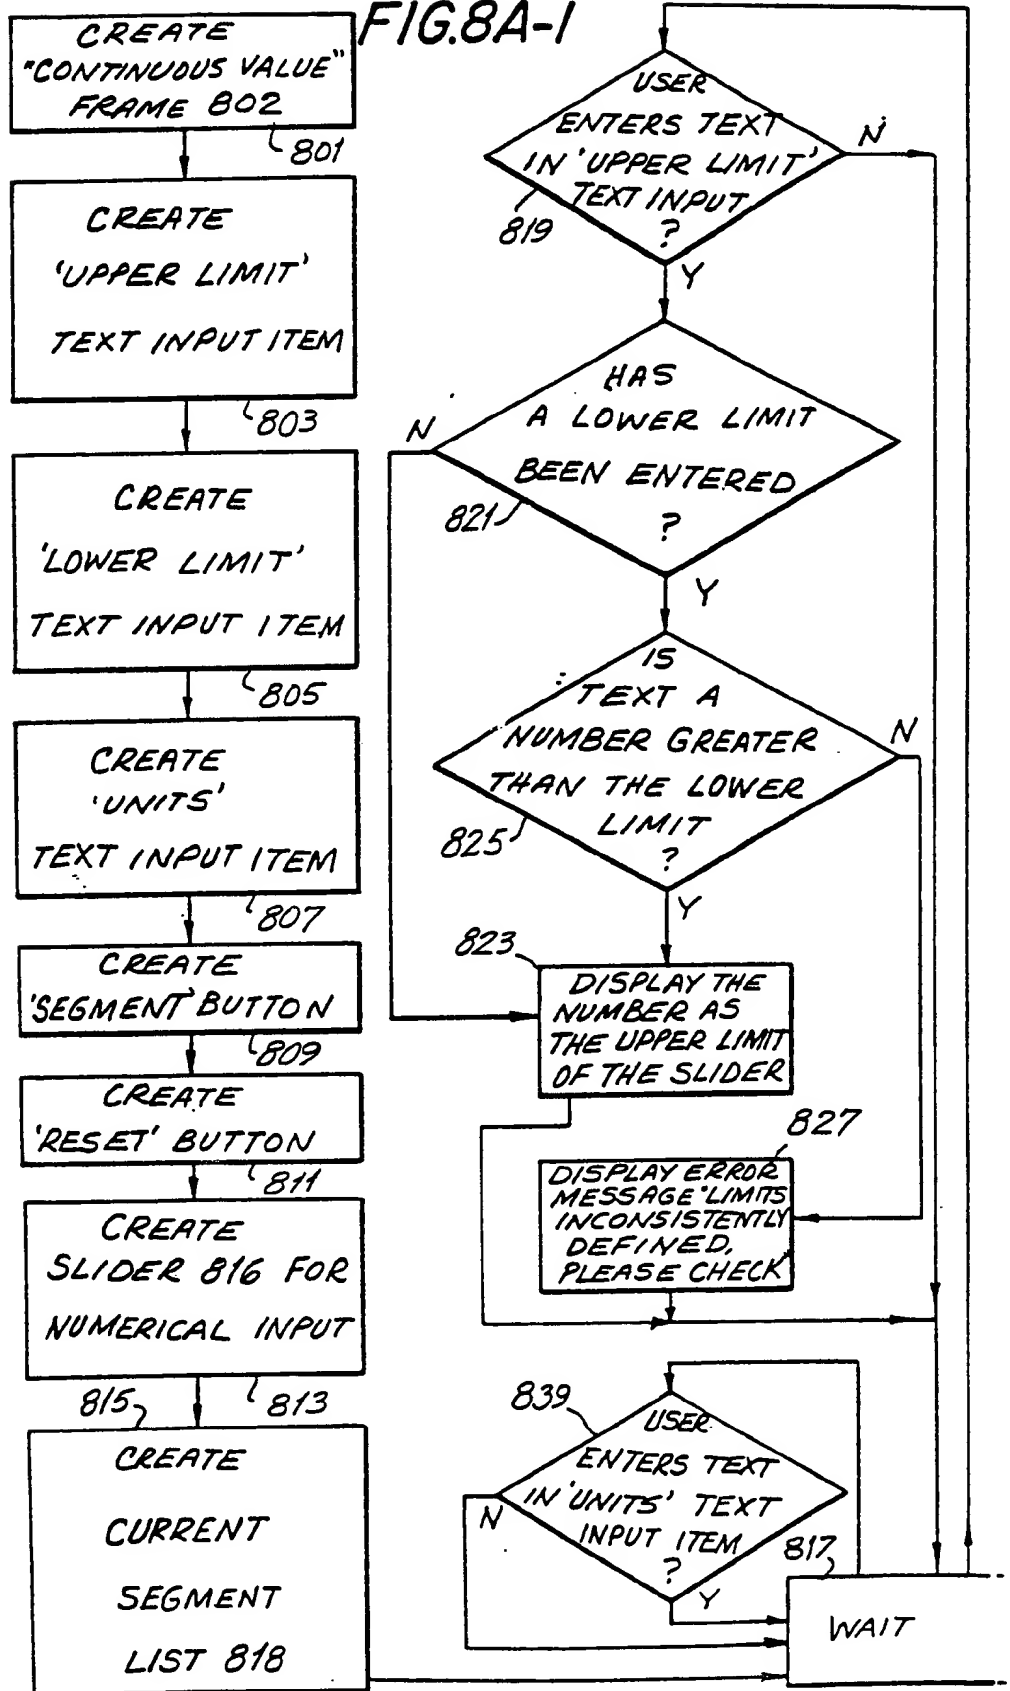 FIG.8A-1
CREATE
"CONTINUOUS VALUE"
FRAME 802
801
CREATE
'UPPER LIMIT'
TEXT INPUT ITEM
803
CREATE
'LOWER LIMIT'
TEXT INPUT ITEM
805
CREATE
'UNITS'
TEXT INPUT ITEM
807
CREATE
'SEGMENT' BUTTON
809
CREATE
'RESET' BUTTON
811
CREATE
SLIDER 816 FOR
NUMERICAL INPUT
813
815
CREATE
CURRENT
SEGMENT
LIST 818
USER
ENTERS TEXT
IN 'UPPER LIMIT'
TEXT INPUT
?
819
N
Y
HAS
A LOWER LIMIT
BEEN ENTERED
?
821
N
Y
IS
TEXT A
NUMBER GREATER
THAN THE LOWER
LIMIT
?
825
N
Y
823
DISPLAY THE
NUMBER AS
THE UPPER LIMIT
OF THE SLIDER
827
DISPLAY ERROR
MESSAGE "LIMITS
INCONSISTENTLY
DEFINED,
PLEASE CHECK"
839
USER
ENTERS TEXT
IN 'UNITS' TEXT
INPUT ITEM
?
N
Y
817
WAIT